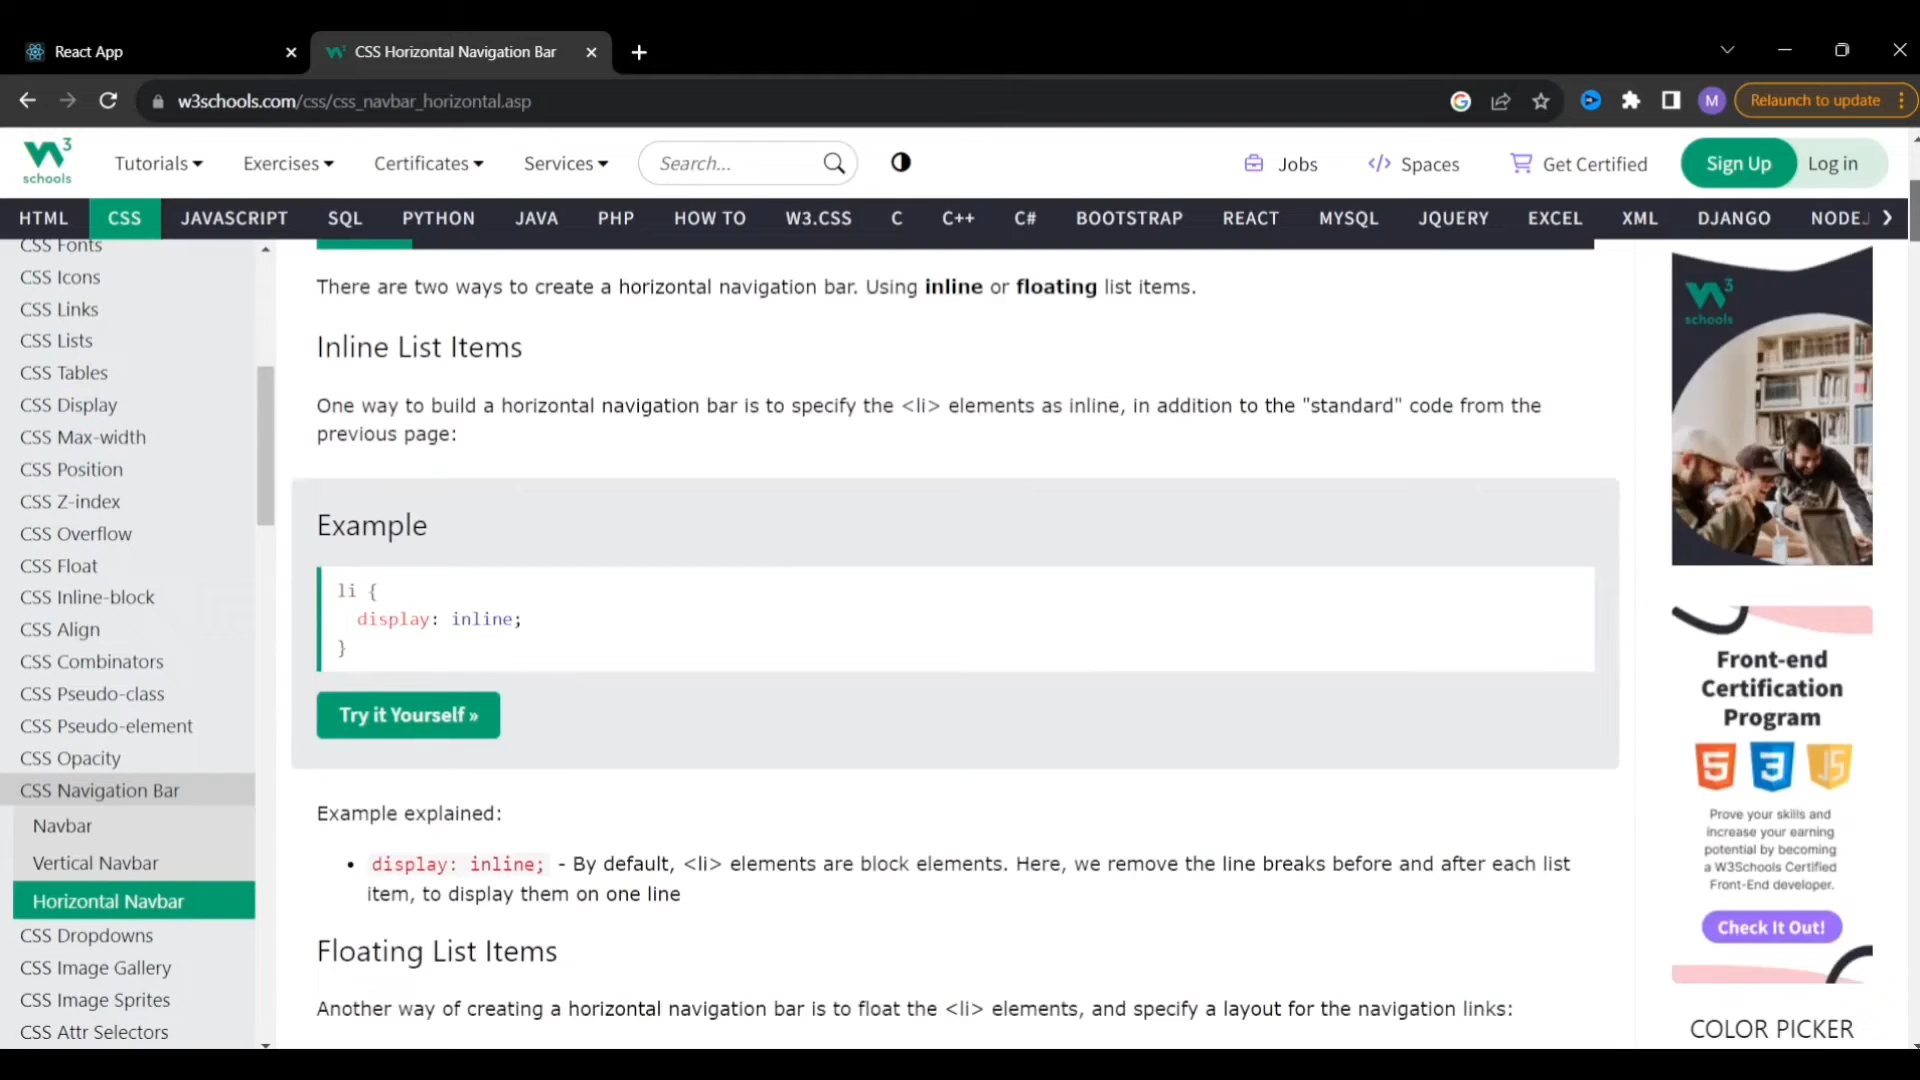 React App
CSS Horizontal Navigation Bar
w3schools.com/css/css_navbar_horizontal.asp
M
Relaunch to update
W3 schools
Tutorials
Exercises
Certificates
Services
Search...
Jobs
</> Spaces
Get Certified
Sign Up
Log in
HTML
CSS
JAVASCRIPT
SQL
PYTHON
JAVA
PHP
HOW TO
W3.CSS
C
C++
C#
BOOTSTRAP
REACT
MYSQL
JQUERY
EXCEL
XML
DJANGO
NODEJ
CSS Fonts
CSS Icons
CSS Links
CSS Lists
CSS Tables
CSS Display
CSS Max-width
CSS Position
CSS Z-index
CSS Overflow
CSS Float
CSS Inline-block
CSS Align
CSS Combinators
CSS Pseudo-class
CSS Pseudo-element
CSS Opacity
CSS Navigation Bar
Navbar
Vertical Navbar
Horizontal Navbar
CSS Dropdowns
CSS Image Gallery
CSS Image Sprites
CSS Attr Selectors
There are two ways to create a horizontal navigation bar. Using inline or floating list items.
Inline List Items
One way to build a horizontal navigation bar is to specify the <li> elements as inline, in addition to the "standard" code from the
previous page:
Example
li {
display: inline;
}
Try it Yourself »
Example explained:
• display: inline; - By default, <li> elements are block elements. Here, we remove the line breaks before and after each list
item, to display them on one line
Floating List Items
Another way of creating a horizontal navigation bar is to float the <li> elements, and specify a layout for the navigation links:
W3
schools
Front-end
Certification
Program
5 3 JS
Prove your skills and
increase your earning
potential by becoming
a W3Schools Certified
Front-End developer.
Check It Out!
COLOR PICKER